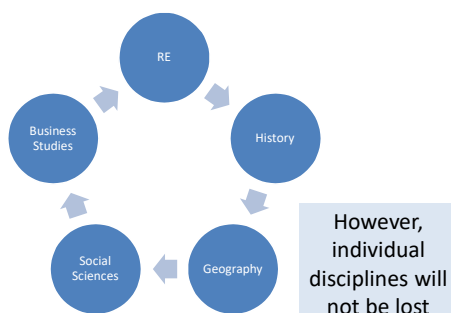 RE
History
Geography
Social
Sciences
Business
Studies
However,
individual
disciplines will
not be lost